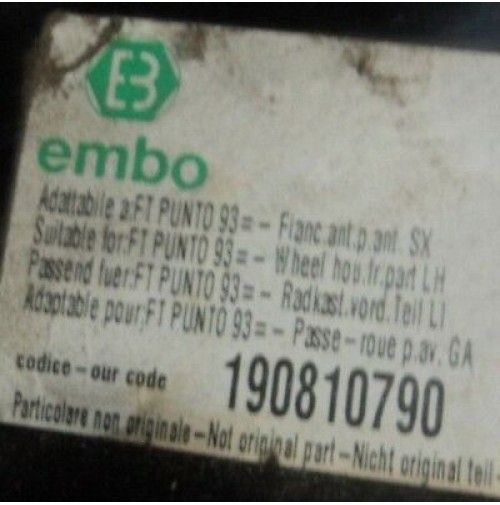 EB
embo
Adattabile a:FT PUNTO 93=- Fianc.ant.p.ant. SX
Suitable for:FT PUNTO 93=- Wheel hou.fr.part LH
Passend fuer:FT PUNTO 93=- Radkast.vord.Teil LI
Adaptable pour:FT PUNTO 93=- Passe-roue p.av. GA
codice-our code 190810790
Particolare non originale-Not original part-Nicht original teil-